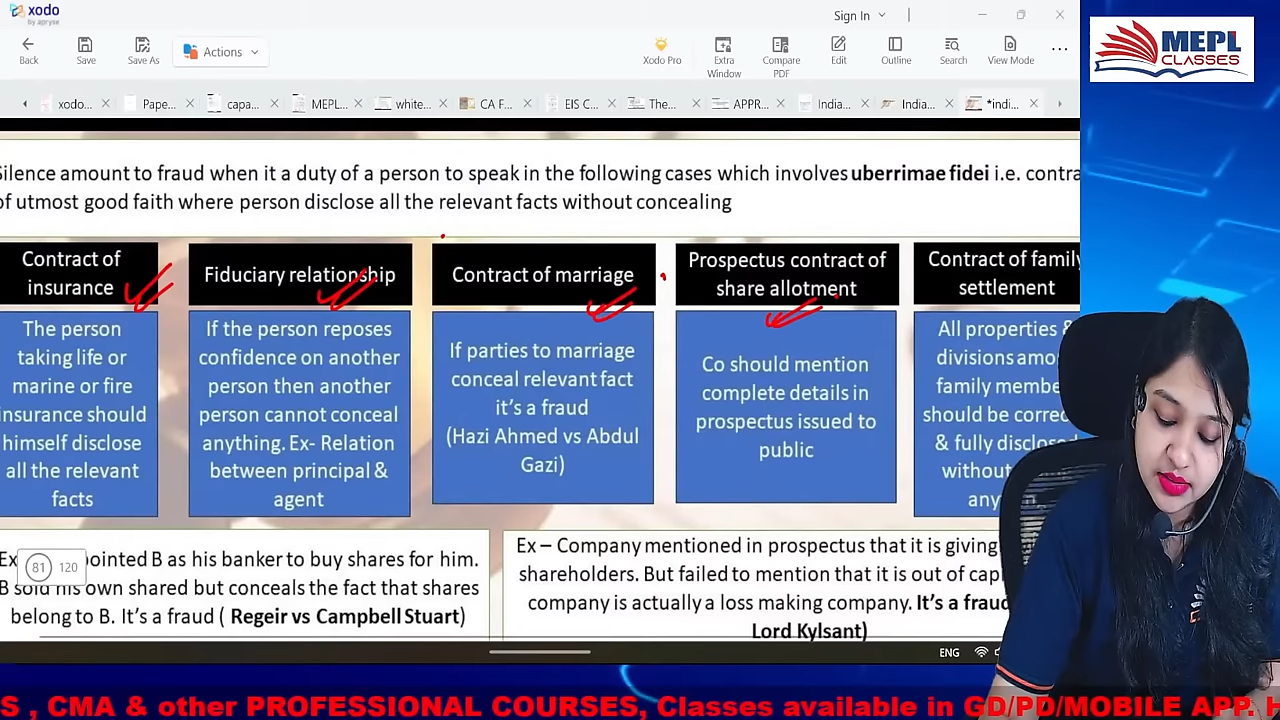 xodo
by apryse
Sign In
Back
Save
Save As
Actions
Xodo Pro
Extra Window
Compare PDF
Edit
Outline
Search
View Mode
xodo...
Pape...
capa...
MEPL...
white...
CA F...
EIS C...
The...
APPR...
India...
*indi...
MEPL
CLASSES
Silence amount to fraud when it a duty of a person to speak in the following cases which involves uberrimae fidei i.e. contra
of utmost good faith where person disclose all the relevant facts without concealing
Contract of
insurance
The person
taking life or
marine or fire
insurance should
himself disclose
all the relevant
facts
Fiduciary relationship
If the person reposes
confidence on another
person then another
person cannot conceal
anything. Ex- Relation
between principal &
agent
Contract of marriage
If parties to marriage
conceal relevant fact
it's a fraud
(Hazi Ahmed vs Abdul
Gazi)
Prospectus contract of
share allotment
Co should mention
complete details in
prospectus issued to
public
Contract of family
settlement
All properties &
divisions amo
family membe
should be correc
& fully disclosed
without
any
Ex
81 120
ointed B as his banker to buy shares for him.
B sold his own shared but conceals the fact that shares
belong to B. It's a fraud ( Regeir vs Campbell Stuart)
Ex – Company mentioned in prospectus that it is giving
shareholders. But failed to mention that it is out of capi
company is actually a loss making company. It's a fraud
Lord Kylsant)
ENG
S , CMA & other PROFESSIONAL COURSES, Classes available in GD/PD/MOBILE APP. H